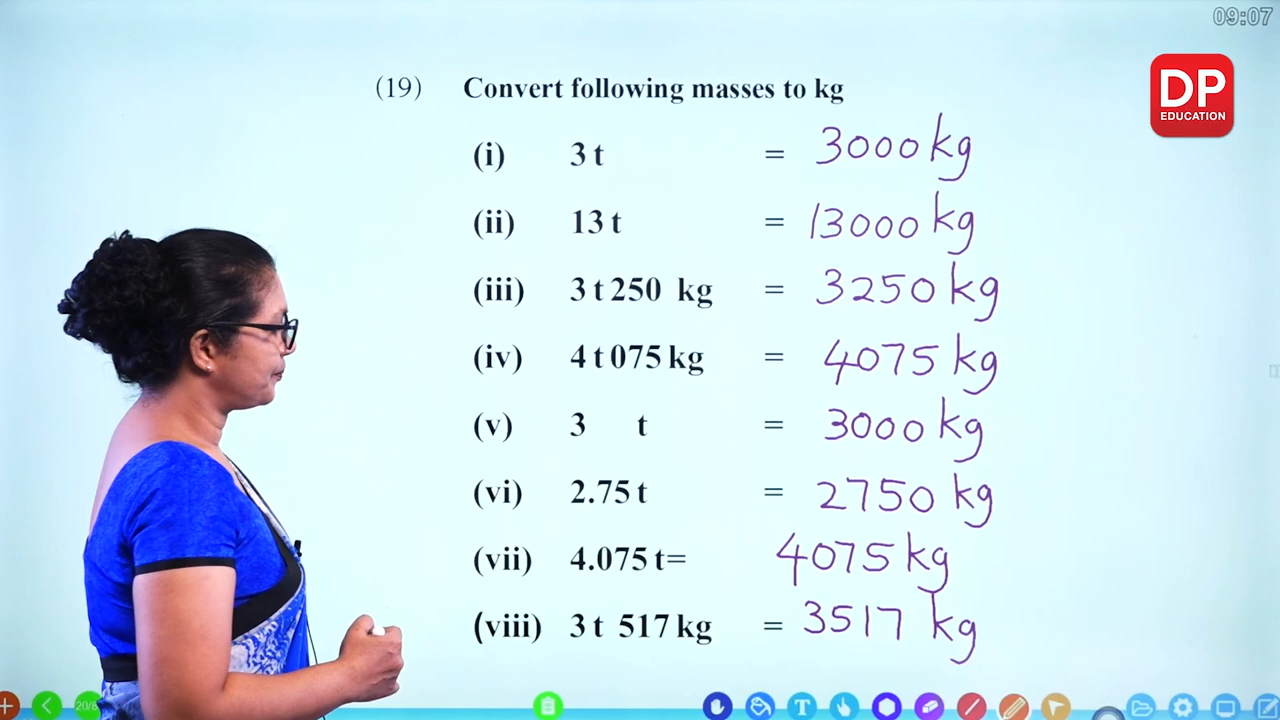 09:07
DP
EDUCATION
(19) Convert following masses to kg
(i) 3 t = 3000 kg
(ii) 13 t = 13000 kg
(iii) 3 t 250 kg = 3250 kg
(iv) 4 t 075 kg = 4075 kg
(v) 3 t = 3000 kg
(vi) 2.75 t = 2750 kg
(vii) 4.075 t= 4075 kg
(viii) 3 t 517 kg = 3517 kg